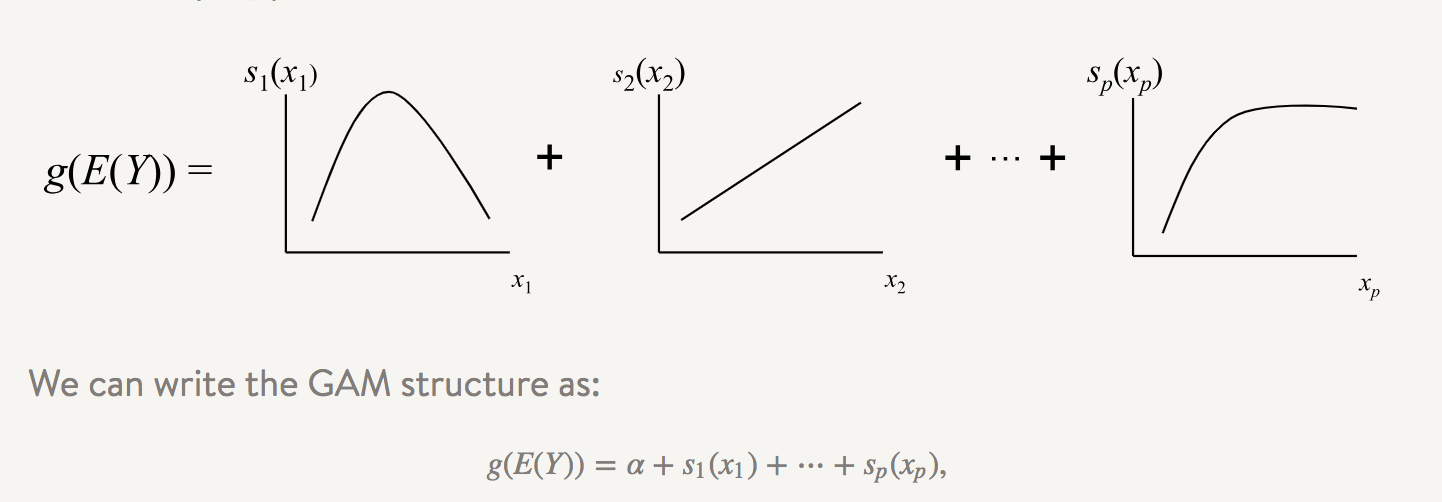 s₁(x₁) s₂(x₂) sₚ(xₚ)
g(E(Y)) = + + ⋯ +
x₁ x₂ xₚ
We can write the GAM structure as:
g(E(Y)) = α + s₁(x₁) + ⋯ + sₚ(xₚ),